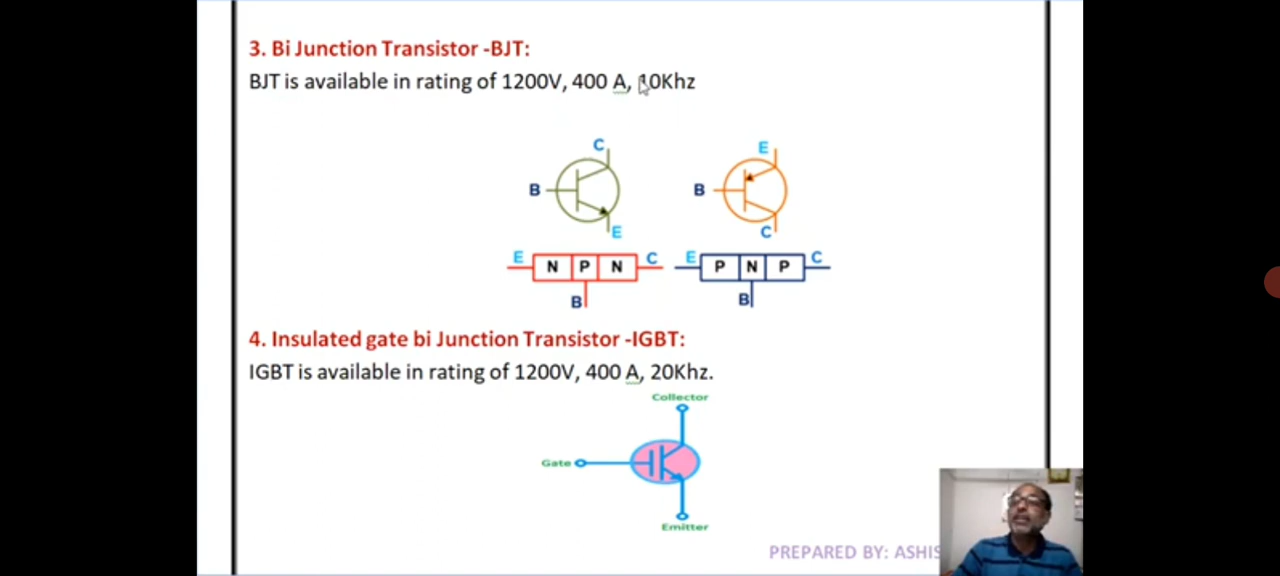 3. Bi Junction Transistor -BJT:
BJT is available in rating of 1200V, 400 A, 10Khz
C
E
B
B
E
C
E
N P N
C
E
P N P
C
B
B
4. Insulated gate bi Junction Transistor -IGBT:
IGBT is available in rating of 1200V, 400 A, 20Khz.
Collector
Gate
Emitter
PREPARED BY: